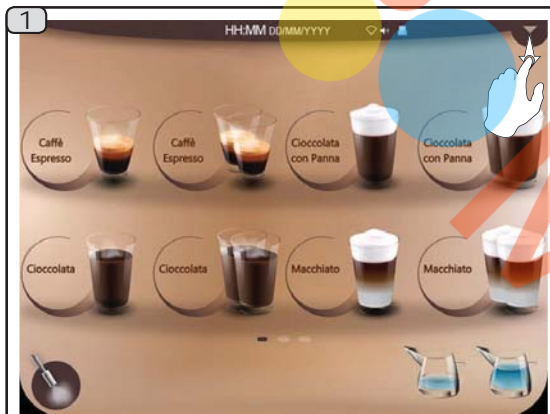 1
HH:MM DD/MM/YYYY
Caffè
Espresso
Caffè
Espresso
Cioccolata
con Panna
Cioccolata
con Panna
Cioccolata
Cioccolata
Macchiato
Macchiato